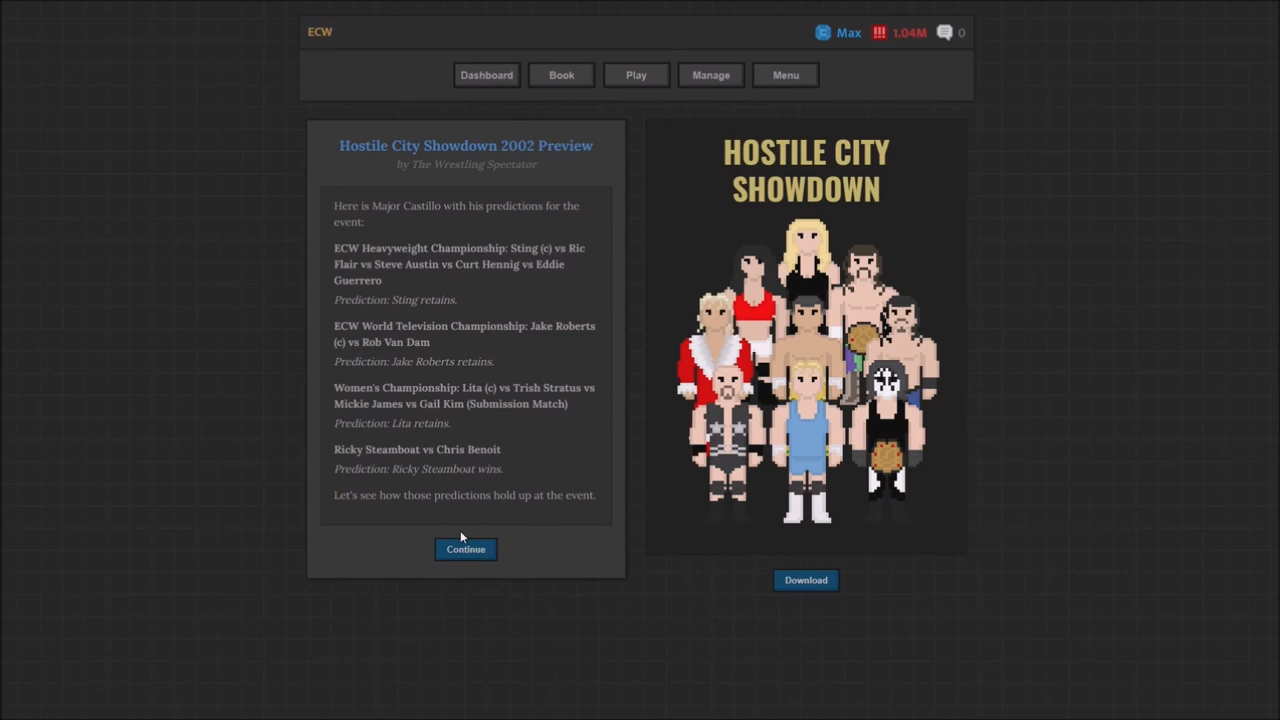 ECW
Max
1.04M
0
Dashboard
Book
Play
Manage
Menu
Hostile City Showdown 2002 Preview
by The Wrestling Spectator
Here is Major Castillo with his predictions for the
event:
ECW Heavyweight Championship: Sting (c) vs Ric
Flair vs Steve Austin vs Curt Hennig vs Eddie
Guerrero
Prediction: Sting retains.
ECW World Television Championship: Jake Roberts
(c) vs Rob Van Dam
Prediction: Jake Roberts retains.
Women's Championship: Lita (c) vs Trish Stratus vs
Mickie James vs Gail Kim (Submission Match)
Prediction: Lita retains.
Ricky Steamboat vs Chris Benoit
Prediction: Ricky Steamboat wins.
Let's see how those predictions hold up at the event.
Continue
HOSTILE CITY
SHOWDOWN
Download